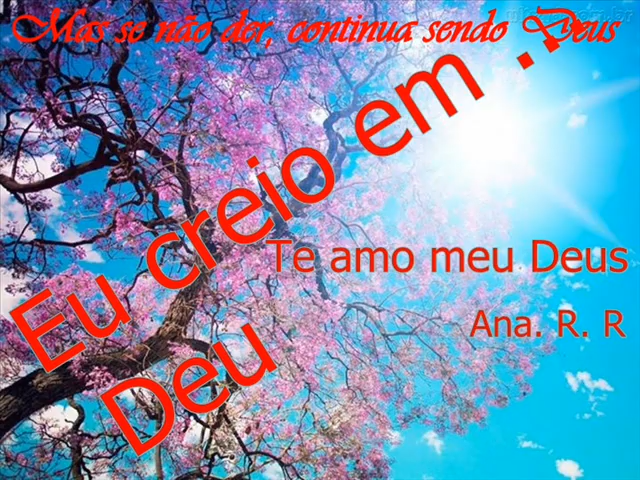 Mas se não der, continua sendo Deus
Eu creio em ..
Deu
Te amo meu Deus
Ana. R. R